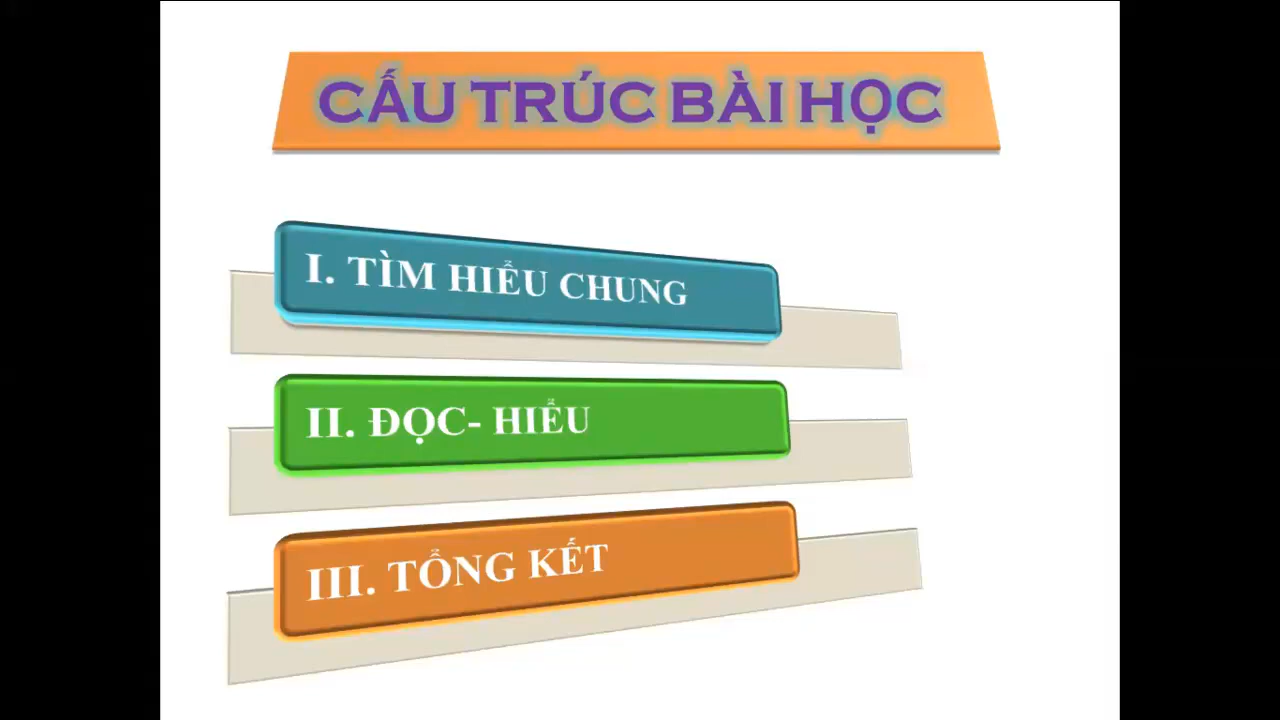 CẤU TRÚC BÀI HỌC
I. TÌM HIỂU CHUNG
II. ĐỌC- HIỂU
III. TỔNG KẾT